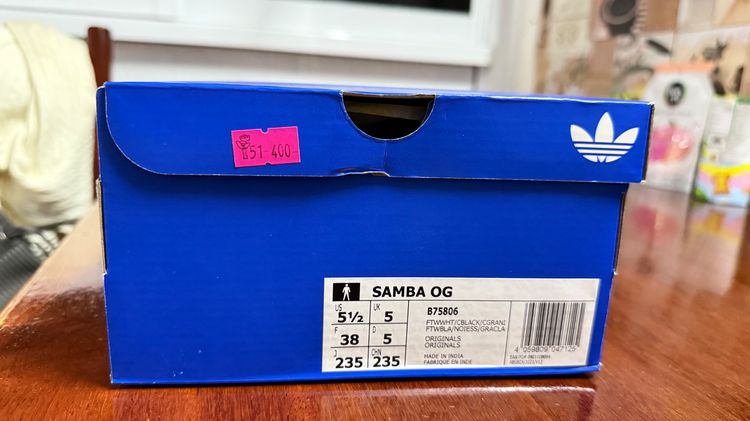 51-400-
SAMBA OG
US
5½
UK
5
F
38
D
5
J
235
CHN
235
B75806
FTWWHT/CBLACK/CGRANI
FTWBLA/NOIESS/GRACLA
ORIGINALS
ORIGINALS
MADE IN INDIA
FABRIQUÉ EN INDE
4 059809 047125